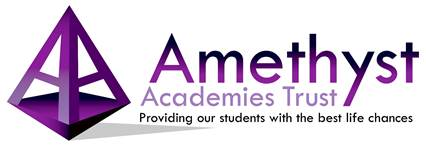 Amethyst
Academies Trust
Providing our students with the best life chances